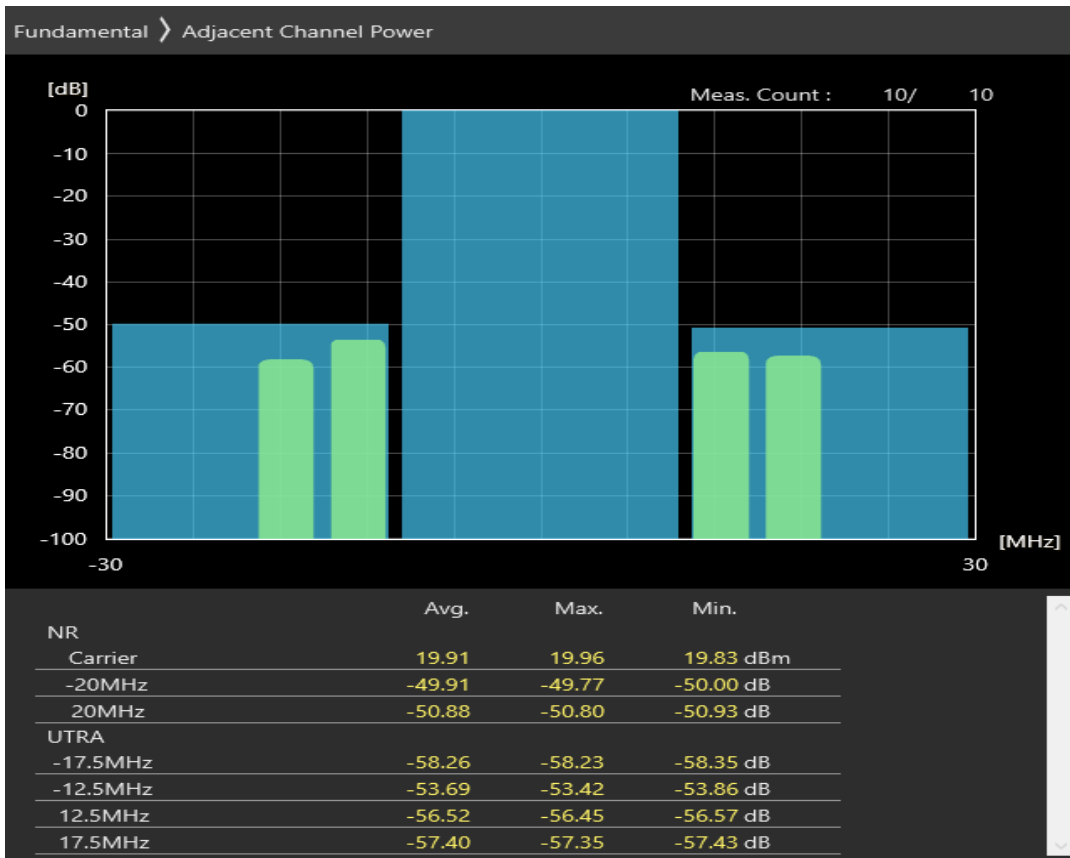 Fundamental 〉 Adjacent Channel Power
[dB]
Meas. Count : 10/ 10
0
-10
-20
-30
-40
-50
-60
-70
-80
-90
-100
[MHz]
-30 30
Avg. Max. Min.
NR
Carrier 19.91 19.96 19.83 dBm
-20MHz -49.91 -49.77 -50.00 dB
20MHz -50.88 -50.80 -50.93 dB
UTRA
-17.5MHz -58.26 -58.23 -58.35 dB
-12.5MHz -53.69 -53.42 -53.86 dB
12.5MHz -56.52 -56.45 -56.57 dB
17.5MHz -57.40 -57.35 -57.43 dB